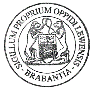 SIGILLUM PROPRIUM OPPIDI LEWENSIS
BRABANTIA